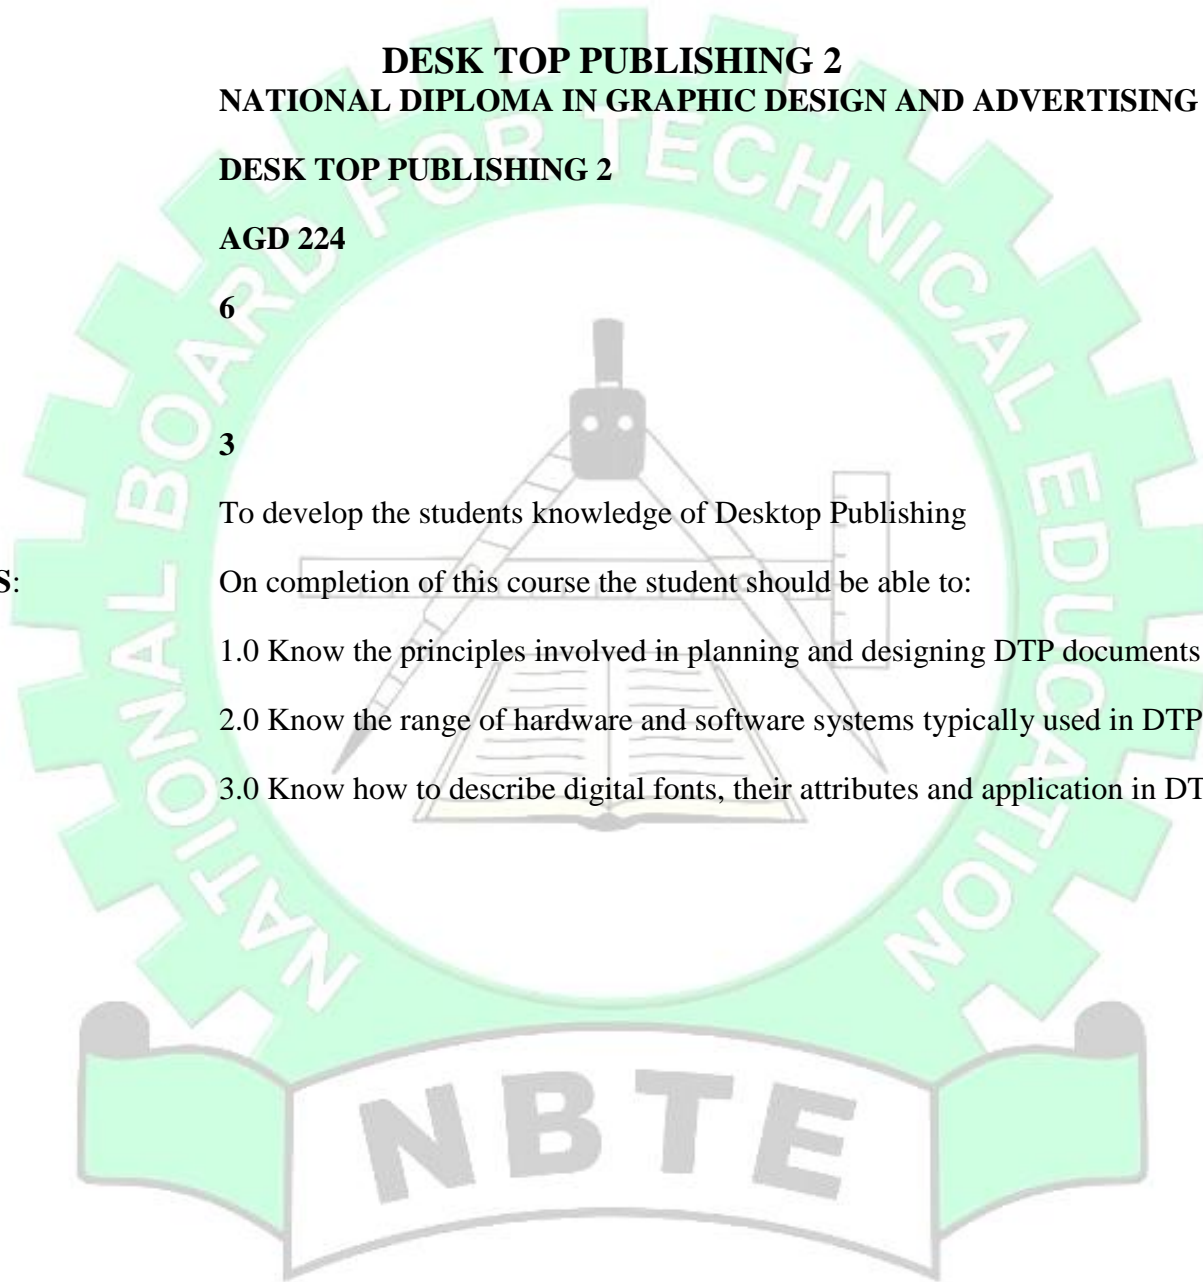 DESK TOP PUBLISHING 2
NATIONAL DIPLOMA IN GRAPHIC DESIGN AND ADVERTISING
DESK TOP PUBLISHING 2
AGD 224
6
3
To develop the students knowledge of Desktop Publishing
S: On completion of this course the student should be able to:
1.0 Know the principles involved in planning and designing DTP documents
2.0 Know the range of hardware and software systems typically used in DTP
3.0 Know how to describe digital fonts, their attributes and application in DT
NATIONAL BOARD FOR TECHNICAL EDUCATION
NBTE